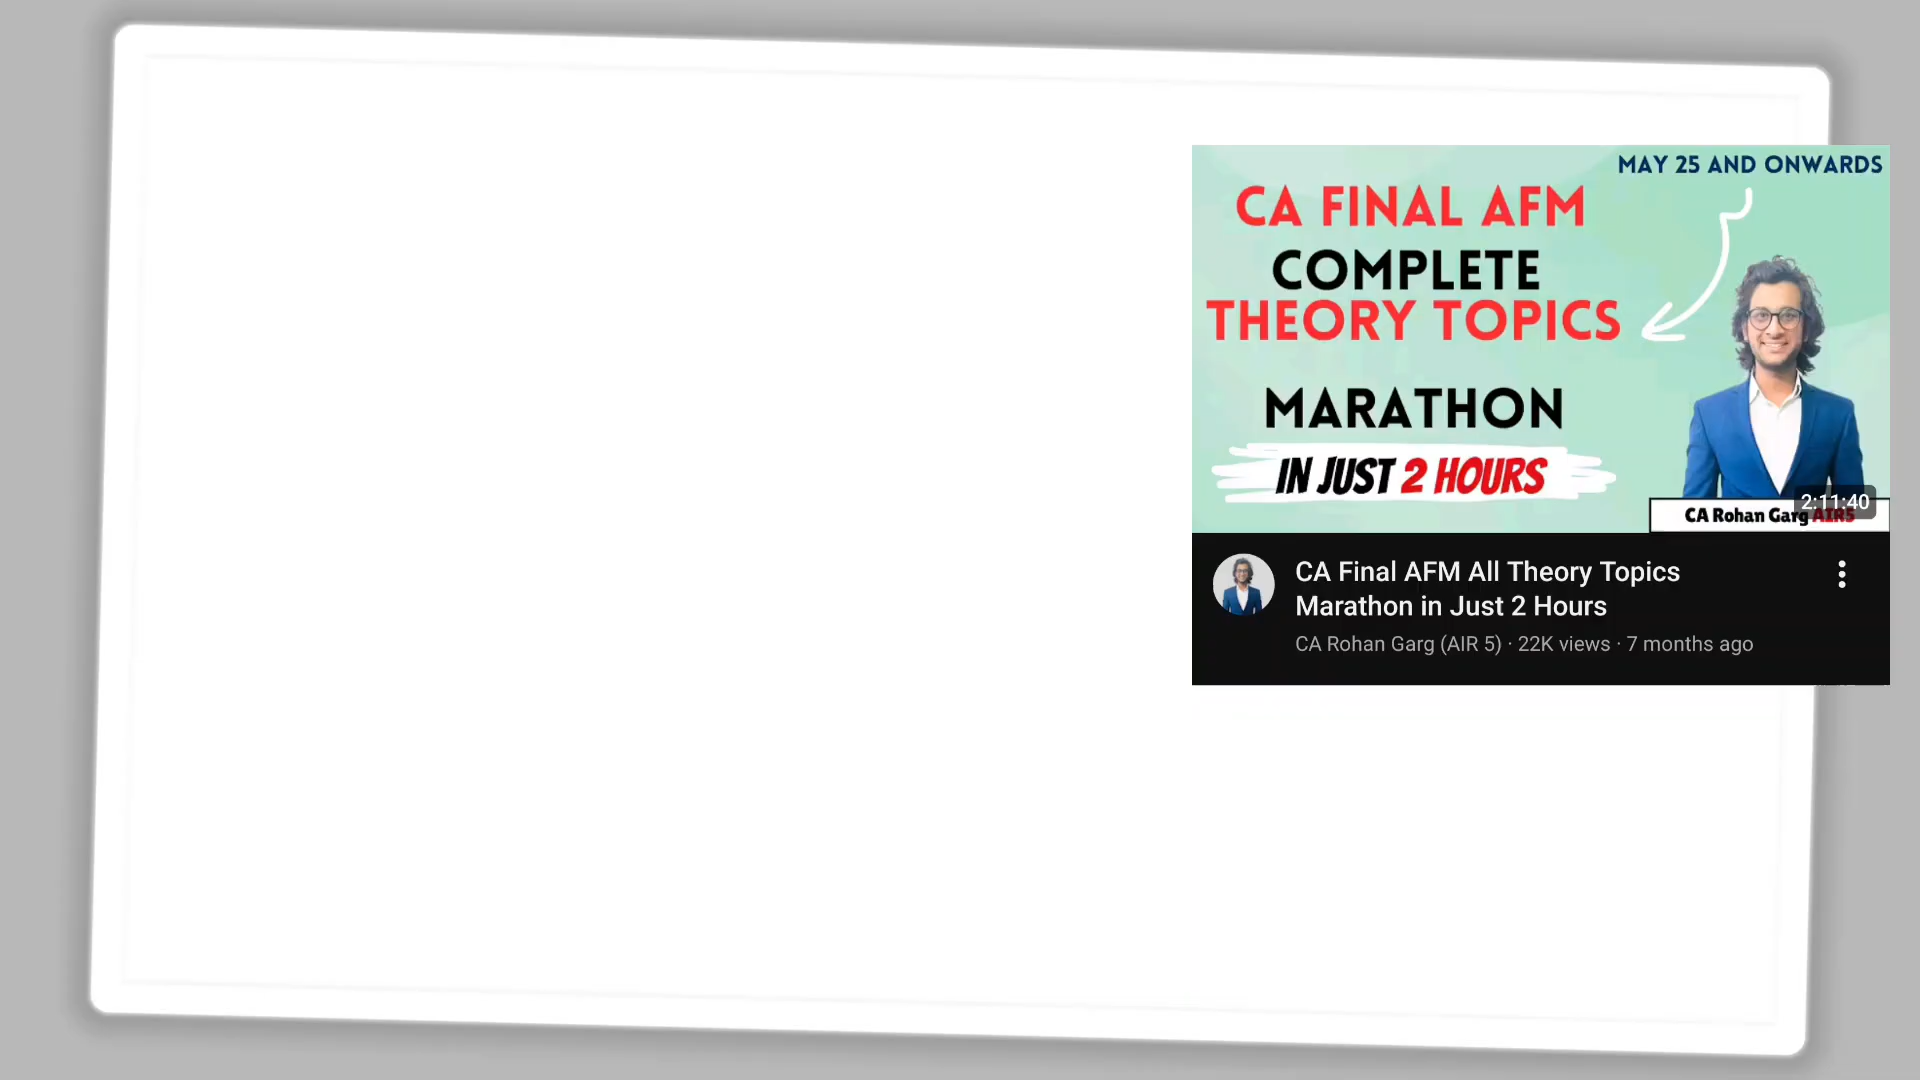 MAY 25 AND ONWARDS
CA FINAL AFM
COMPLETE
THEORY TOPICS
MARATHON
IN JUST 2 HOURS
2:11:40
CA Rohan Garg AIR5
CA Final AFM All Theory Topics
Marathon in Just 2 Hours
CA Rohan Garg (AIR 5) · 22K views · 7 months ago